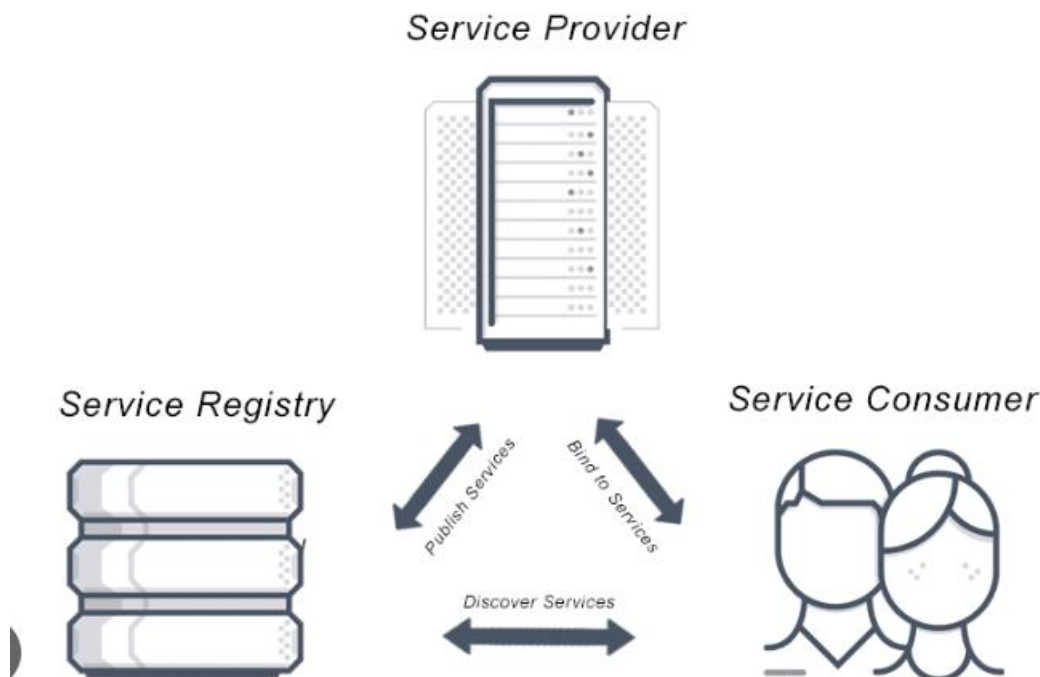 Service Provider
Service Registry
Service Consumer
Publish Services
Bind to Services
Discover Services